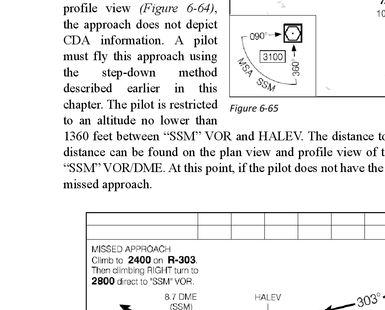 profile view (Figure 6-64),
the approach does not depict
CDA information. A pilot
must fly this approach using
the step-down method
described earlier in this
chapter. The pilot is restricted
to an altitude no lower than
1360 feet between “SSM” VOR and HALEV. The distance to
distance can be found on the plan view and profile view of t
“SSM” VOR/DME. At this point, if the pilot does not have the
missed approach.
10
090°
3100
360°
MSA SSM
Figure 6-65
MISSED APPROACH
Climb to 2400 on R-303.
Then climbing RIGHT turn to
2800 direct to "SSM" VOR.
8.7 DME
(SSM)
HALEV
303°